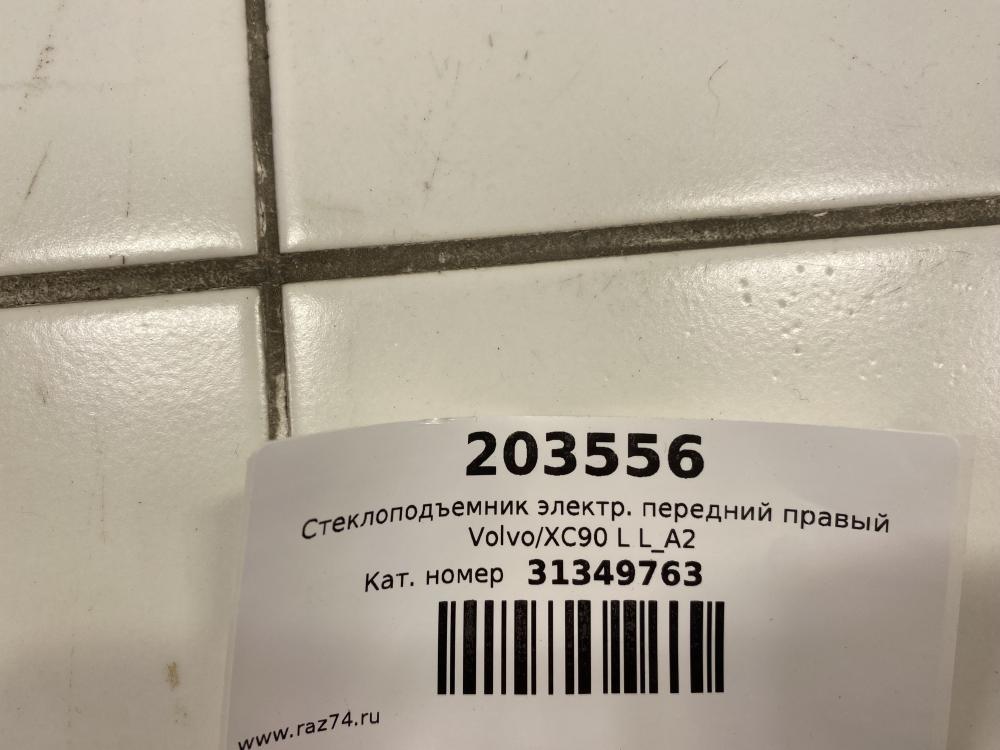 203556
Стеклоподъемник электр. передний правый
Volvo/XC90 L L_A2
Кат. номер 31349763
www.raz74.ru